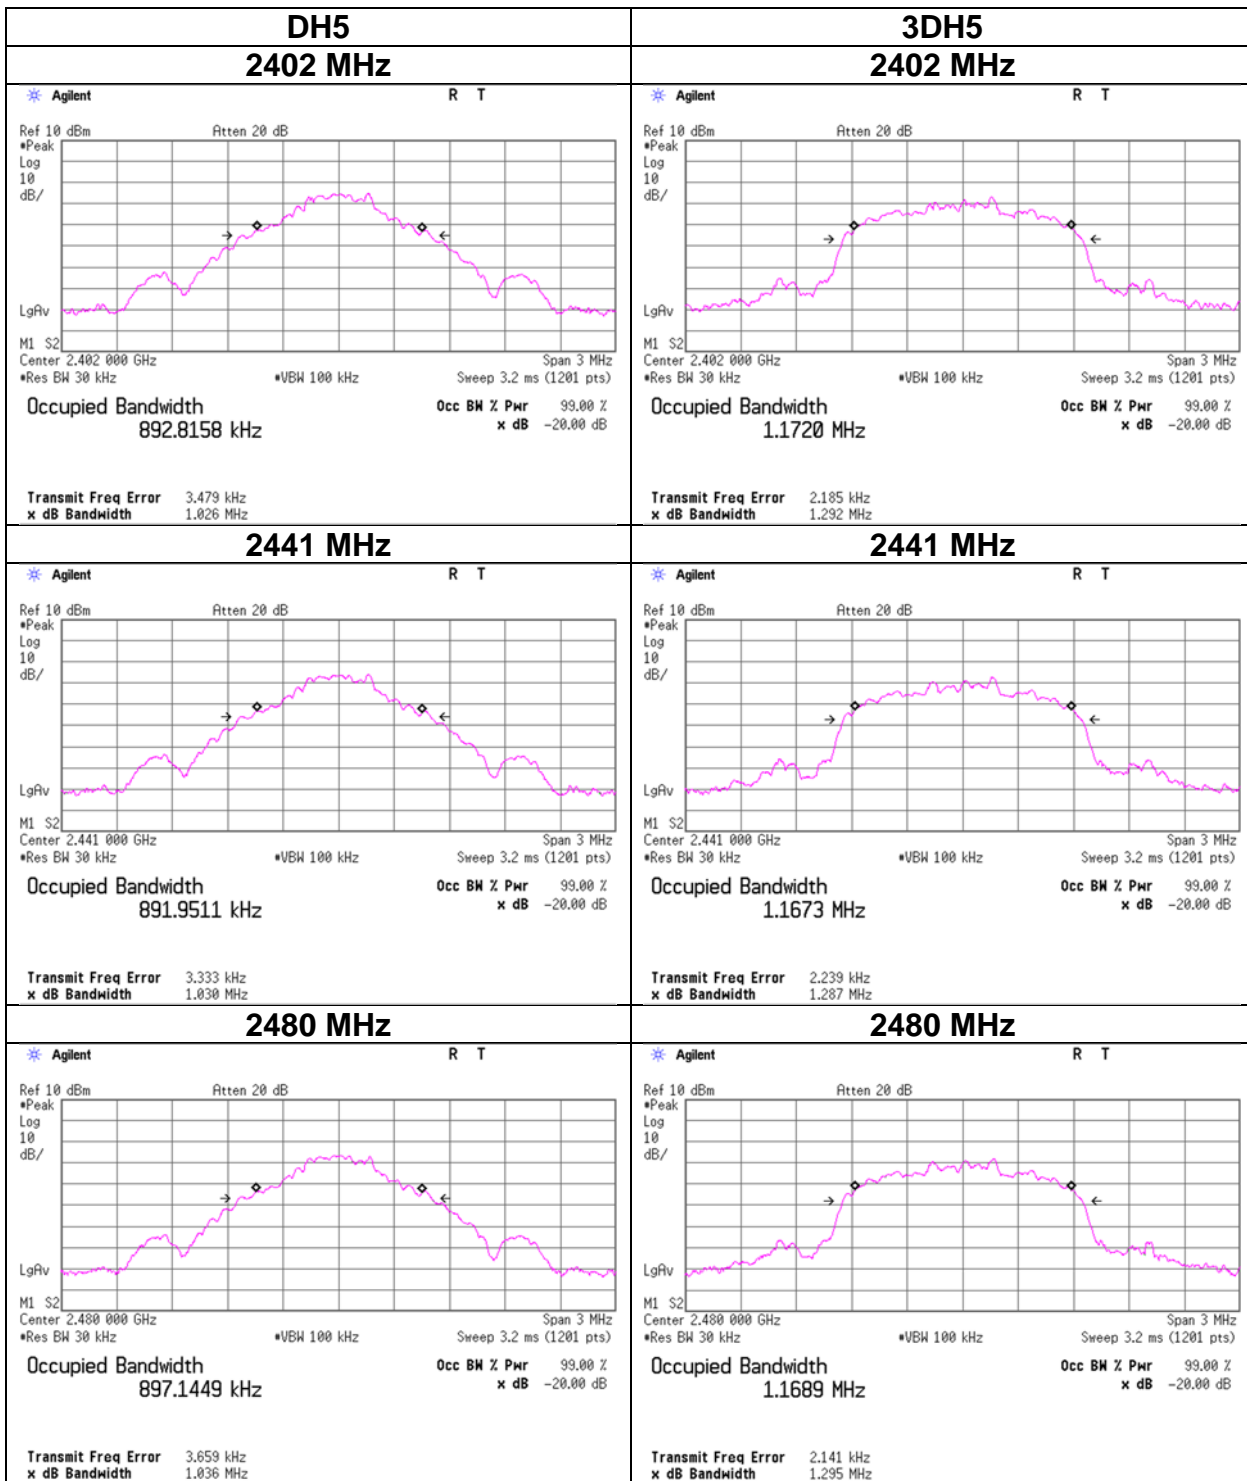 DH5 3DH5
2402 MHz 2402 MHz
Agilent R T
Ref 10 dBm Atten 20 dB
#Peak
Log
10
dB/
LgAv
M1 S2
Center 2.402 000 GHz Span 3 MHz
#Res BW 30 kHz #VBW 100 kHz Sweep 3.2 ms (1201 pts)
Occupied Bandwidth Occ BW % Pwr 99.00 %
892.8158 kHz x dB -20.00 dB
Transmit Freq Error 3.479 kHz
x dB Bandwidth 1.026 MHz
Agilent R T
Ref 10 dBm Atten 20 dB
#Peak
Log
10
dB/
LgAv
M1 S2
Center 2.402 000 GHz Span 3 MHz
#Res BW 30 kHz #VBW 100 kHz Sweep 3.2 ms (1201 pts)
Occupied Bandwidth Occ BW % Pwr 99.00 %
1.1720 MHz x dB -20.00 dB
Transmit Freq Error 2.185 kHz
x dB Bandwidth 1.292 MHz
2441 MHz 2441 MHz
Agilent R T
Ref 10 dBm Atten 20 dB
#Peak
Log
10
dB/
LgAv
M1 S2
Center 2.441 000 GHz Span 3 MHz
#Res BW 30 kHz #VBW 100 kHz Sweep 3.2 ms (1201 pts)
Occupied Bandwidth Occ BW % Pwr 99.00 %
891.9511 kHz x dB -20.00 dB
Transmit Freq Error 3.333 kHz
x dB Bandwidth 1.030 MHz
Agilent R T
Ref 10 dBm Atten 20 dB
#Peak
Log
10
dB/
LgAv
M1 S2
Center 2.441 000 GHz Span 3 MHz
#Res BW 30 kHz #VBW 100 kHz Sweep 3.2 ms (1201 pts)
Occupied Bandwidth Occ BW % Pwr 99.00 %
1.1673 MHz x dB -20.00 dB
Transmit Freq Error 2.239 kHz
x dB Bandwidth 1.287 MHz
2480 MHz 2480 MHz
Agilent R T
Ref 10 dBm Atten 20 dB
#Peak
Log
10
dB/
LgAv
M1 S2
Center 2.480 000 GHz Span 3 MHz
#Res BW 30 kHz #VBW 100 kHz Sweep 3.2 ms (1201 pts)
Occupied Bandwidth Occ BW % Pwr 99.00 %
897.1449 kHz x dB -20.00 dB
Transmit Freq Error 3.659 kHz
x dB Bandwidth 1.036 MHz
Agilent R T
Ref 10 dBm Atten 20 dB
#Peak
Log
10
dB/
LgAv
M1 S2
Center 2.480 000 GHz Span 3 MHz
#Res BW 30 kHz #VBW 100 kHz Sweep 3.2 ms (1201 pts)
Occupied Bandwidth Occ BW % Pwr 99.00 %
1.1689 MHz x dB -20.00 dB
Transmit Freq Error 2.141 kHz
x dB Bandwidth 1.295 MHz